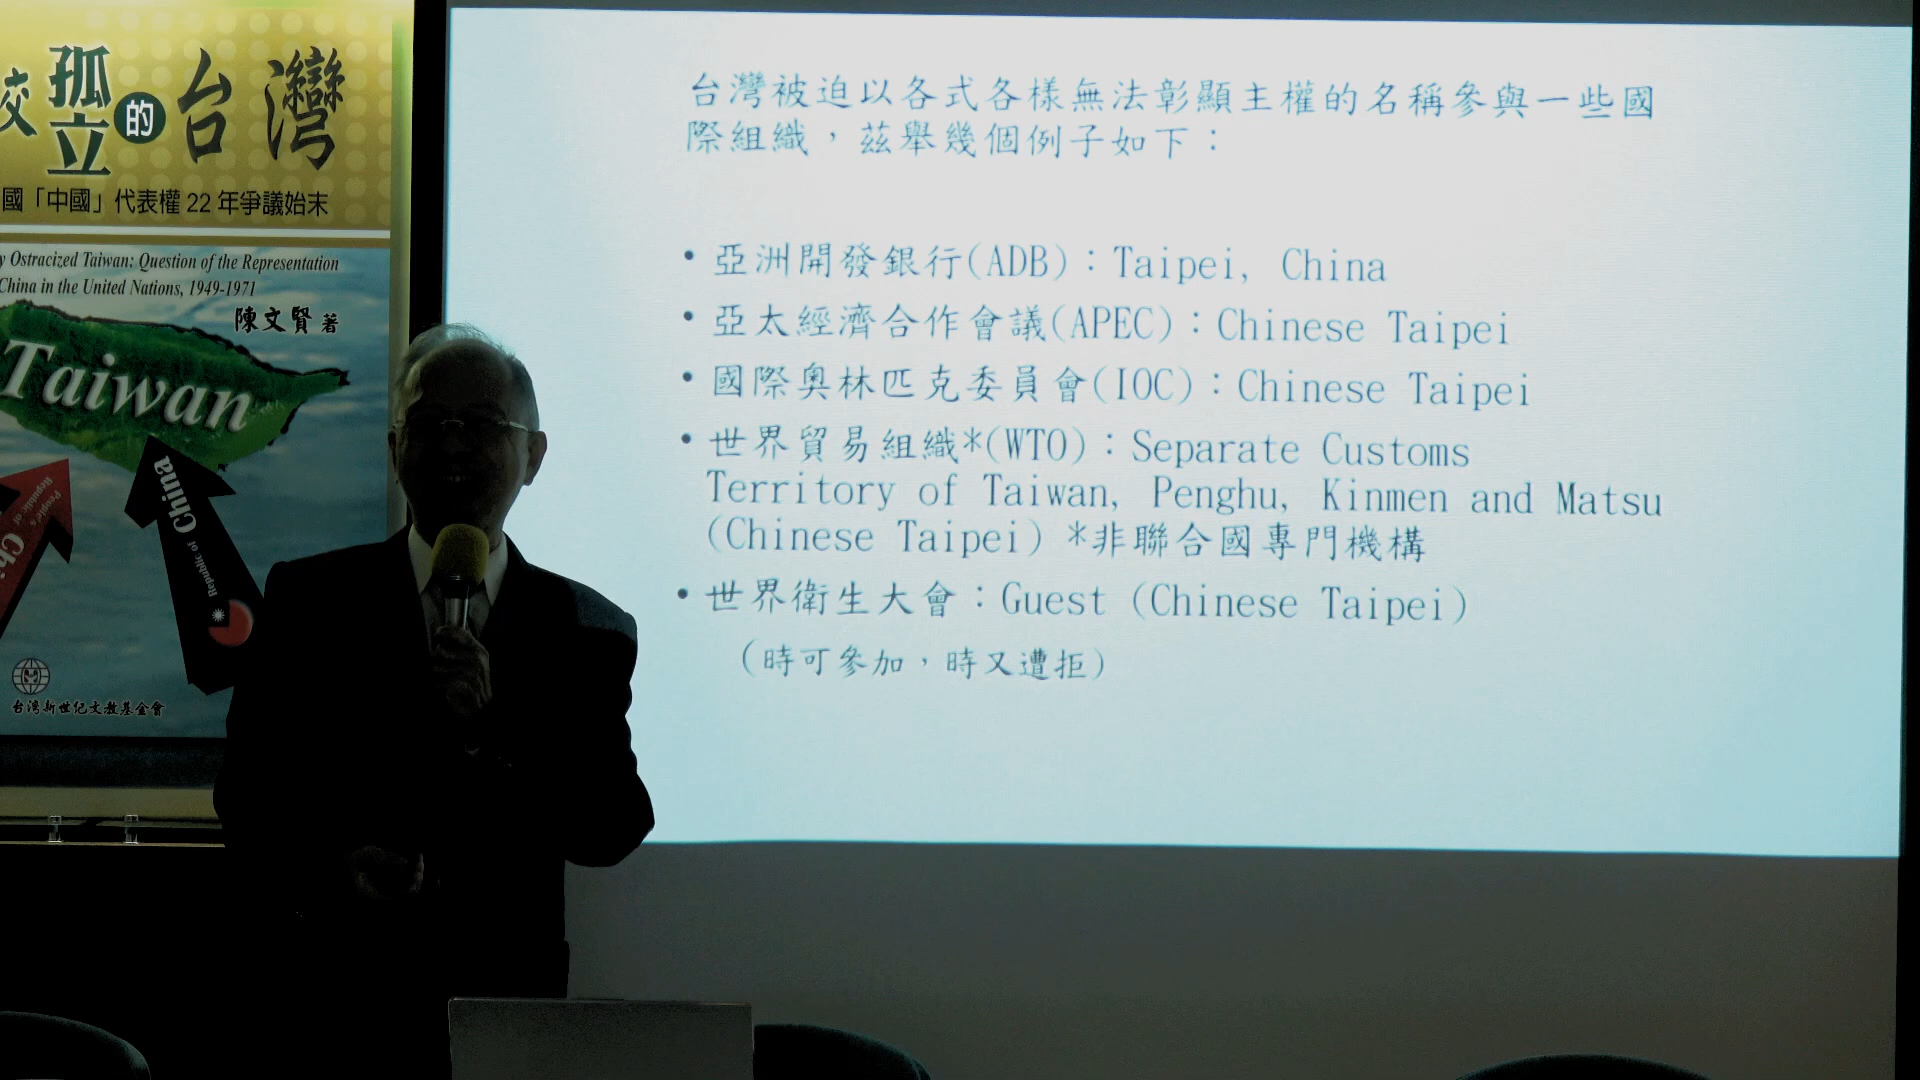 孤立的台灣
國「中國」代表權 22 年爭議始末
y Ostracized Taiwan: Question of the Representation
China in the United Nations, 1949-1971
陳文賢 著
Taiwan
People's Republic of Chi
Republic of China
台灣新世紀文教基金會
台灣被迫以各式各樣無法彰顯主權的名稱參與一些國
際組織，茲舉幾個例子如下：
• 亞洲開發銀行(ADB)：Taipei, China
• 亞太經濟合作會議(APEC)：Chinese Taipei
• 國際奧林匹克委員會(IOC)：Chinese Taipei
• 世界貿易組織*(WTO)：Separate Customs
Territory of Taiwan, Penghu, Kinmen and Matsu
(Chinese Taipei) *非聯合國專門機構
• 世界衛生大會：Guest (Chinese Taipei)
(時可參加，時又遭拒)